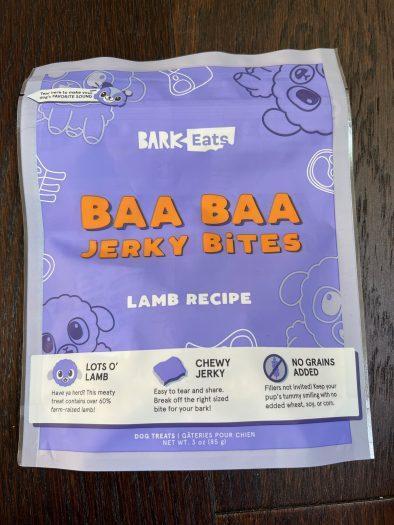 Tear here to make your
dog's FAVORITE SOUND
BARK Eats
BAA BAA
JERKY BiTES
LAMB RECIPE
LOTS O'
LAMB
Have ya herd? This meaty
treat contains over 60%
farm-raised lamb!
CHEWY
JERKY
Easy to tear and share.
Break off the right sized
bite for your bark!
NO GRAINS
ADDED
Fillers not invited! Keep your
pup's tummy smiling with no
added wheat, soy, or corn.
DOG TREATS | GÂTERIES POUR CHIEN
NET WT. 3 oz (85 g)